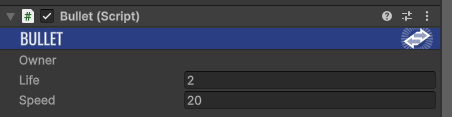 Bullet (Script)
BULLET
Owner
Life 2
Speed 20